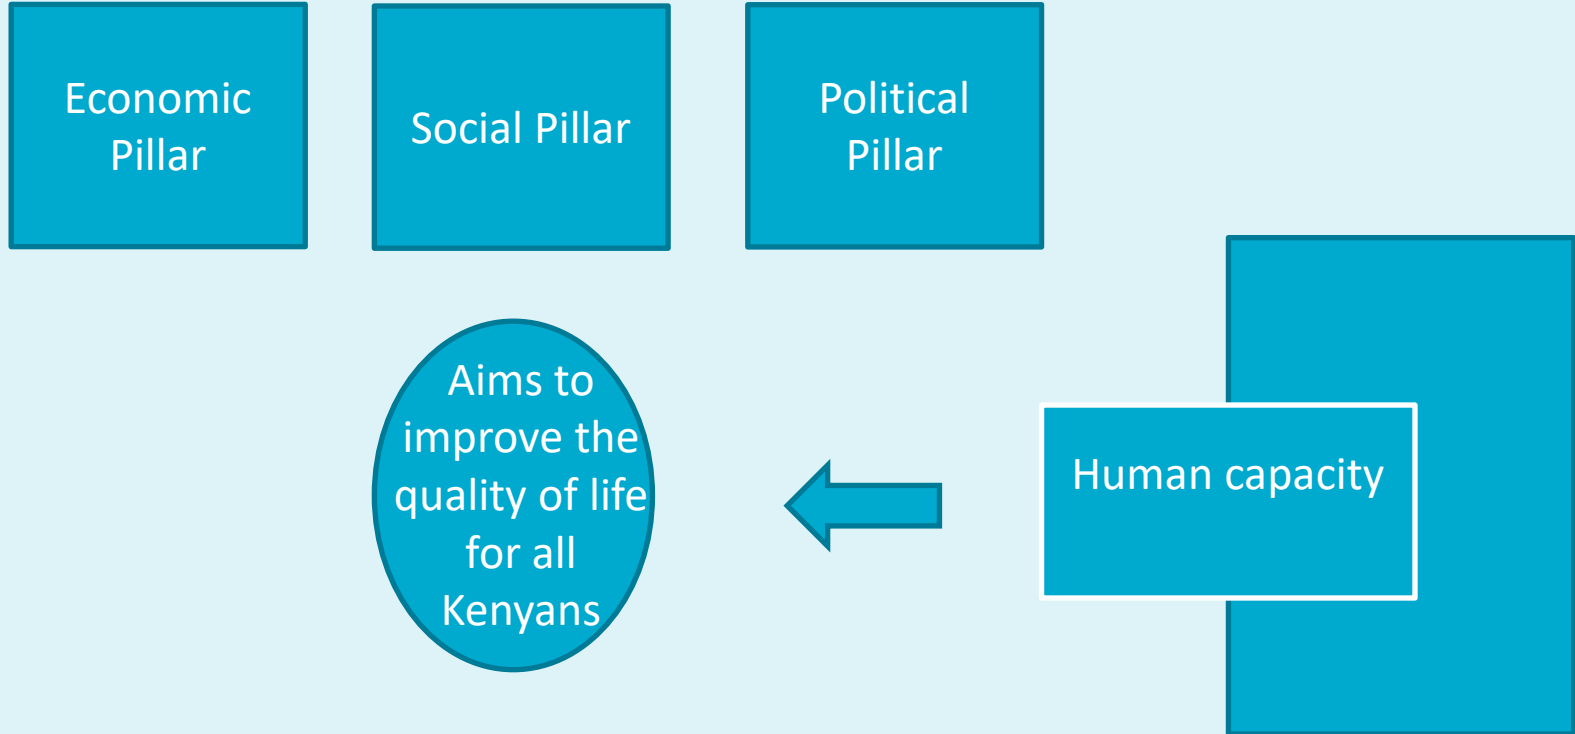 Economic
Pillar
Social Pillar
Political
Pillar
Aims to
improve the
quality of life
for all
Kenyans
Human capacity